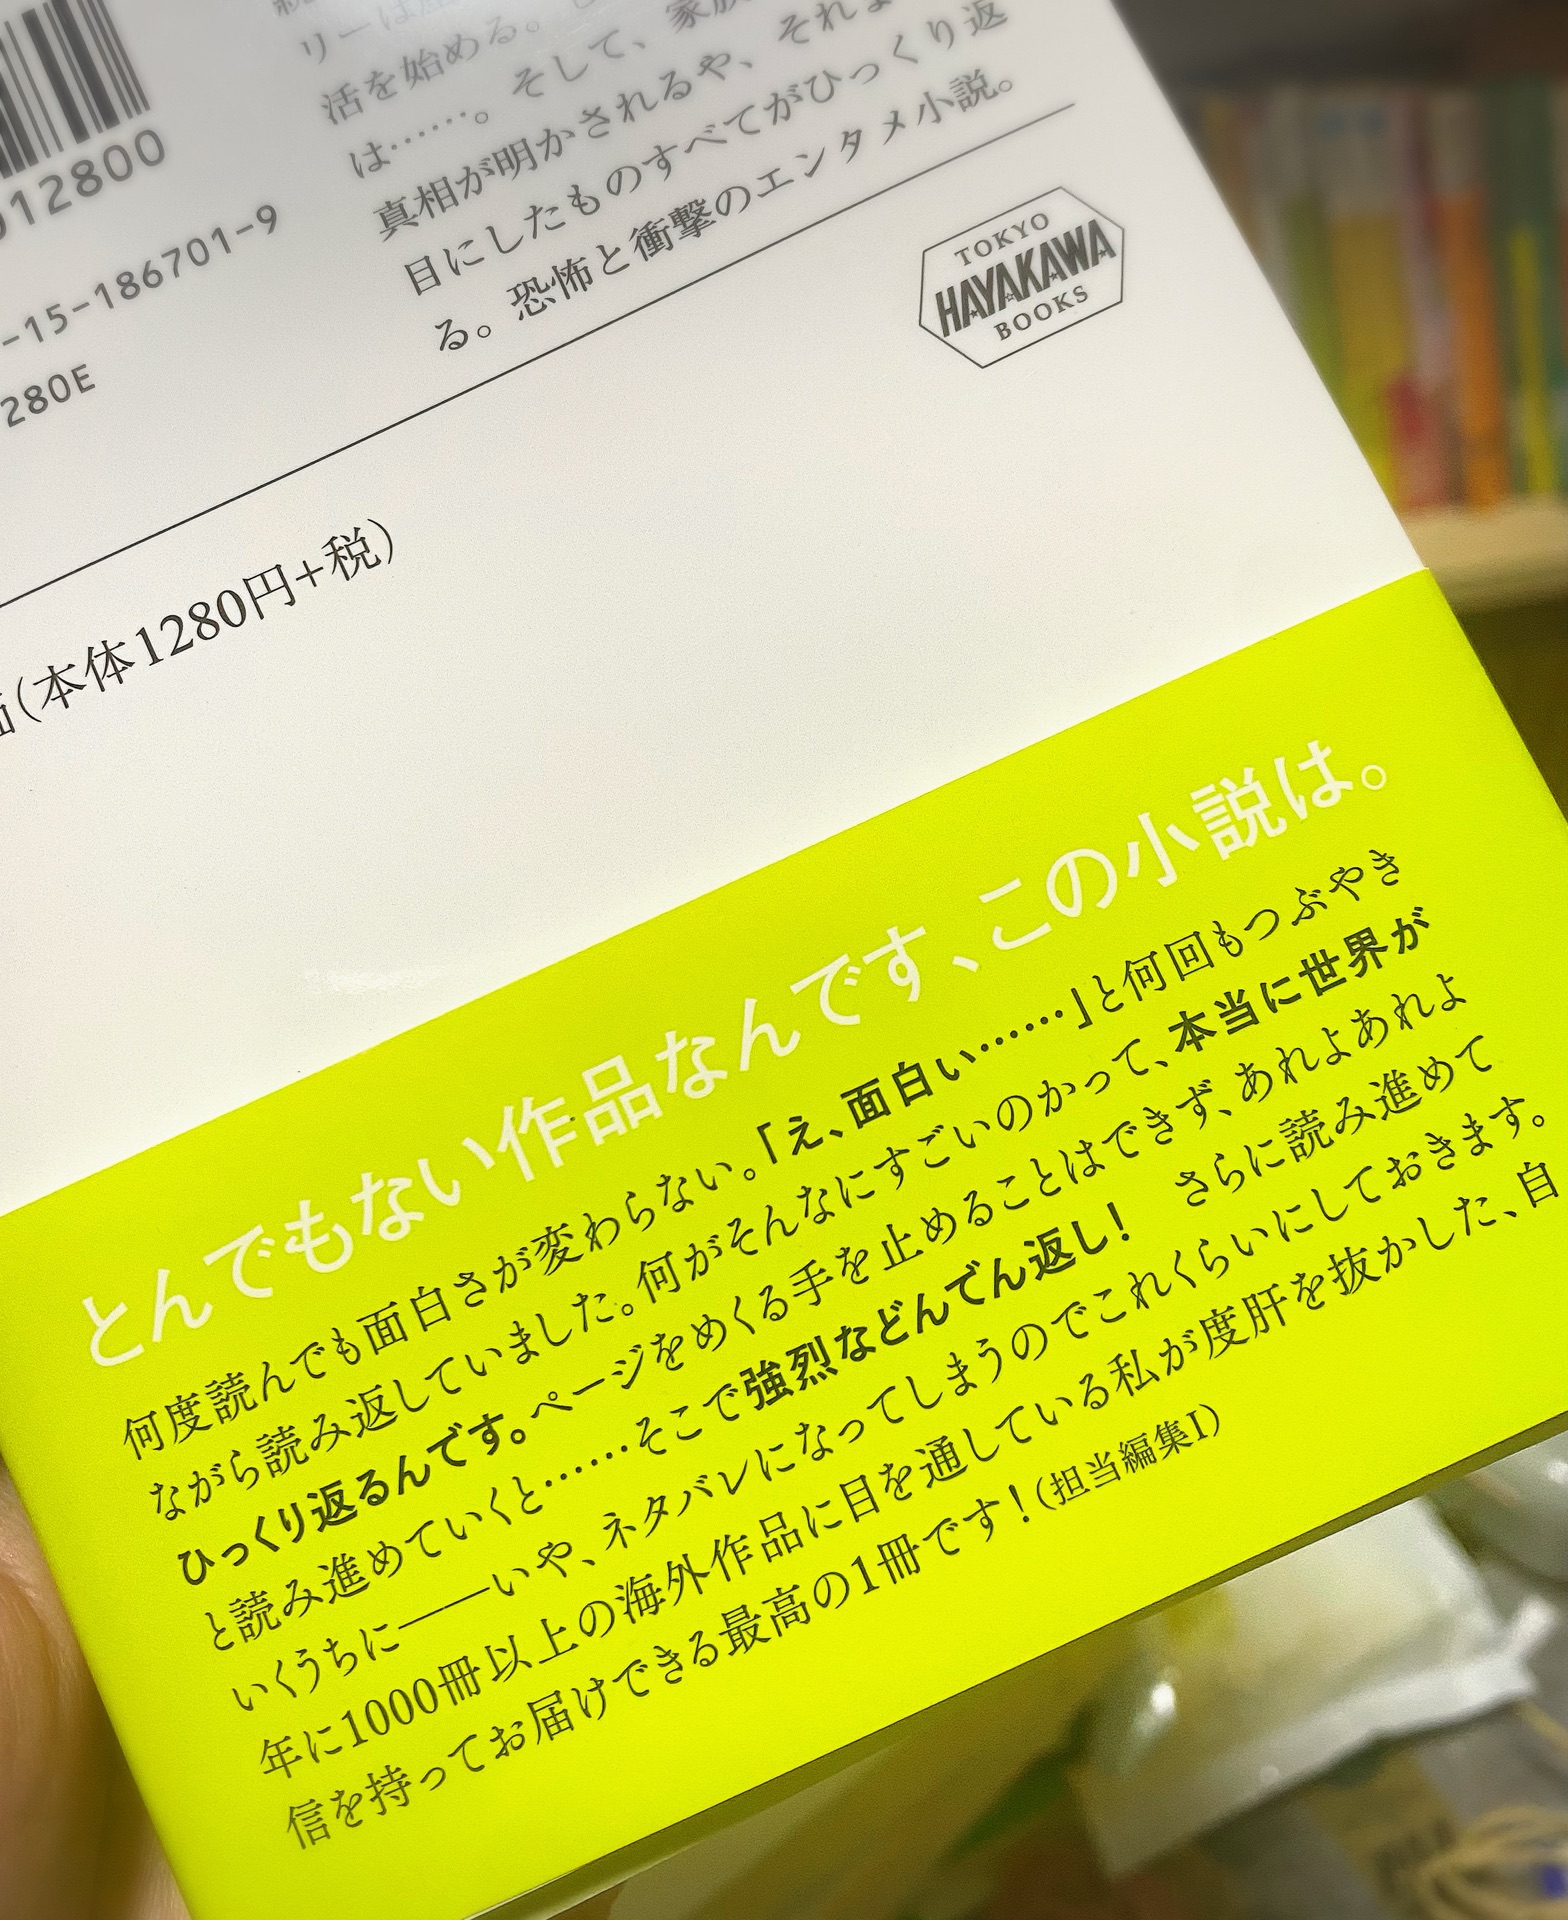 リーは
活を始める。
は……。そして、家族
真相が明かされるや、それま
目にしたものすべてがひっくり返
る。恐怖と衝撃のエンタメ小説。
12800
-15-186701-9
280E
TOKYO
HAYAKAWA
BOOKS
(本体1280円+税)
とんでもない作品なんです、この小説は。
何度読んでも面白さが変わらない。「え、面白い……」と何回もつぶやき
ながら読み返していました。何がそんなにすごいのかって、本当に世界が
ひっくり返るんです。ページをめくる手を止めることはできず、あれよあれよ
と読み進めていくと……そこで強烈などんでん返し！　さらに読み進めて
いくうちに――いや、ネタバレになってしまうのでこれくらいにしておきます。
年に1000冊以上の海外作品に目を通している私が度肝を抜かした、自
信を持ってお届けできる最高の1冊です！(担当編集I)